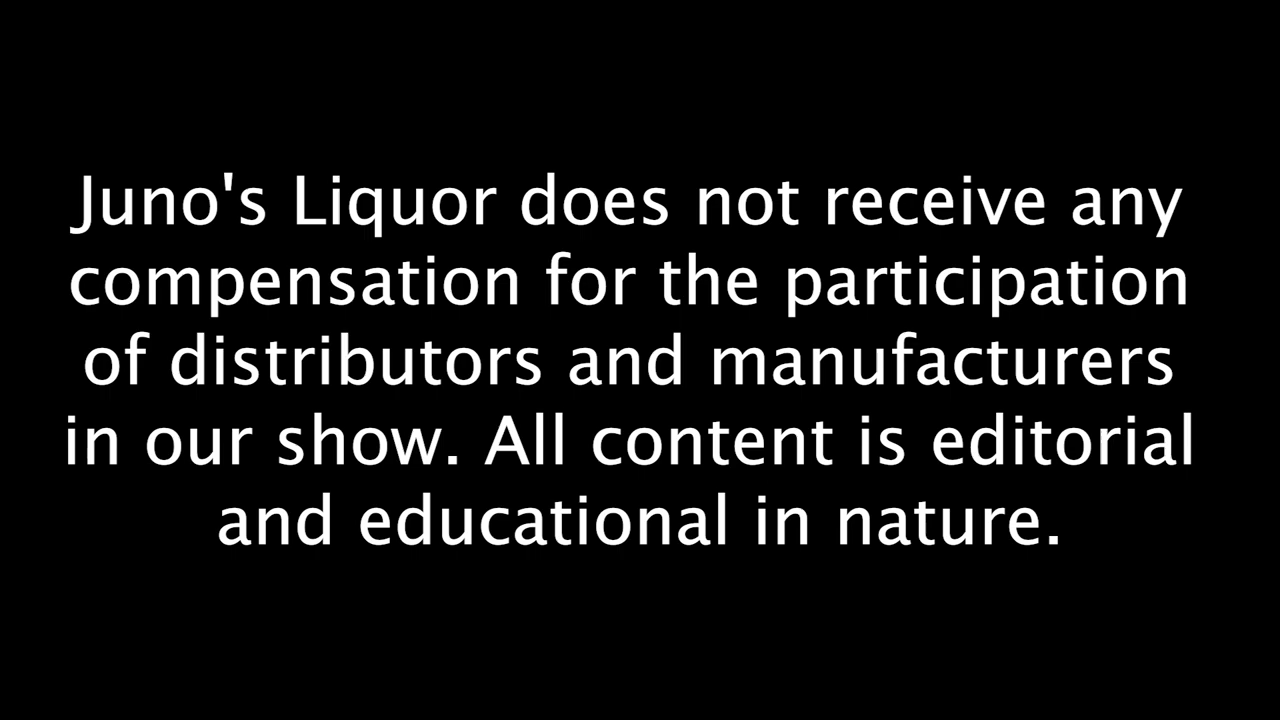 Juno's Liquor does not receive any
compensation for the participation
of distributors and manufacturers
in our show. All content is editorial
and educational in nature.